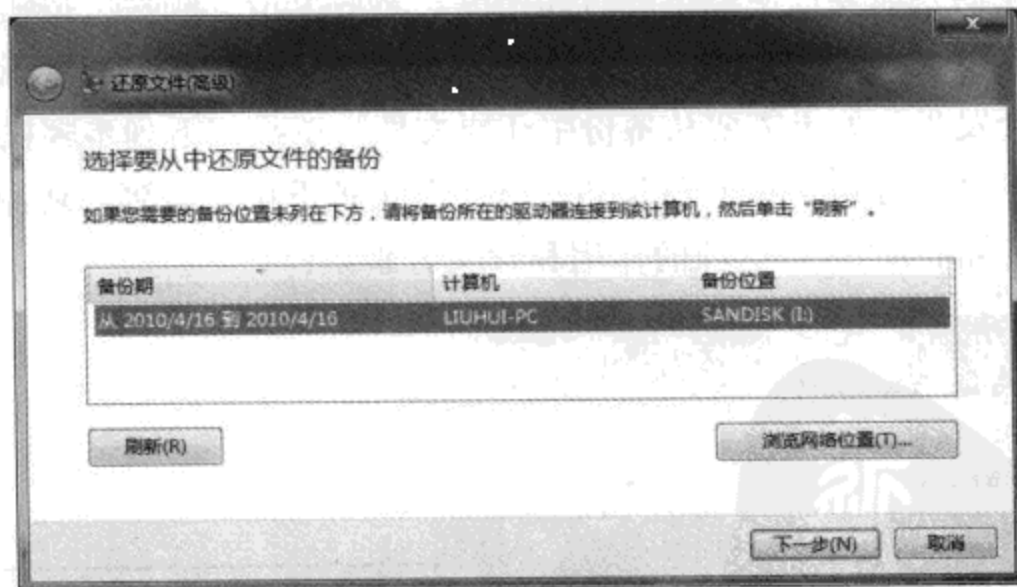 还原文件(高级)
选择要从中还原文件的备份
如果您需要的备份位置未列在下方，请将备份所在的驱动器连接到该计算机，然后单击“刷新”。
备份期 计算机 备份位置
从 2010/4/16 到 2010/4/16 LIUHUI-PC SANDISK (I:)
刷新(R) 浏览网络位置(T)...
下一步(N) 取消